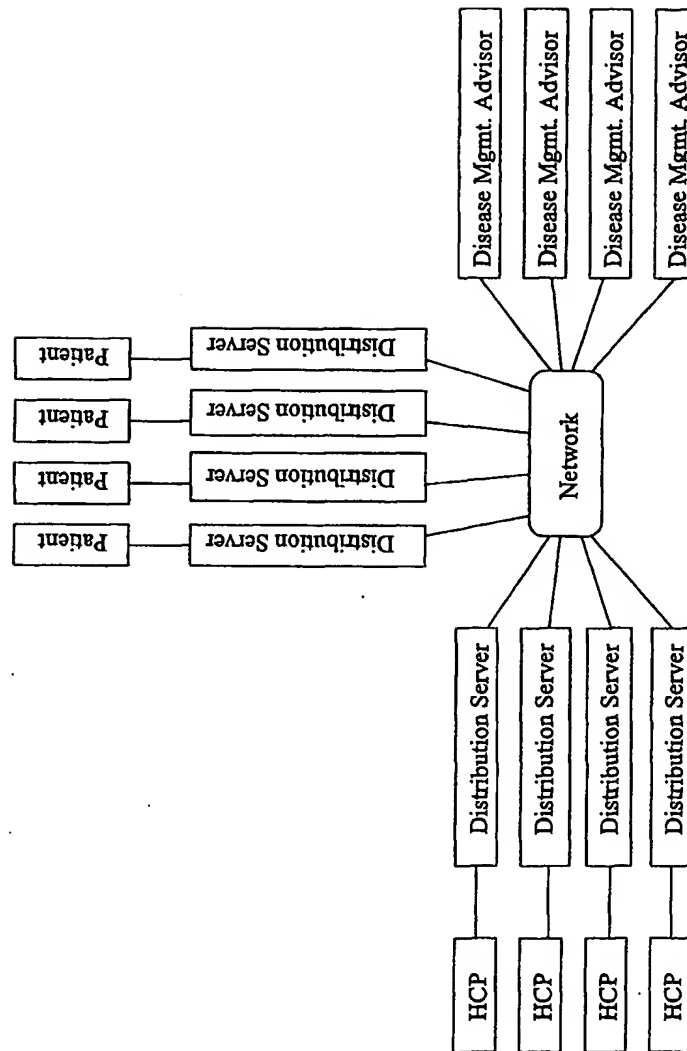 Patient
Patient
Patient
Patient
Distribution Server
Distribution Server
Distribution Server
Distribution Server
Disease Mgmt. Advisor
Disease Mgmt. Advisor
Disease Mgmt. Advisor
Disease Mgmt. Advisor
Network
Distribution Server
Distribution Server
Distribution Server
Distribution Server
HCP
HCP
HCP
HCP